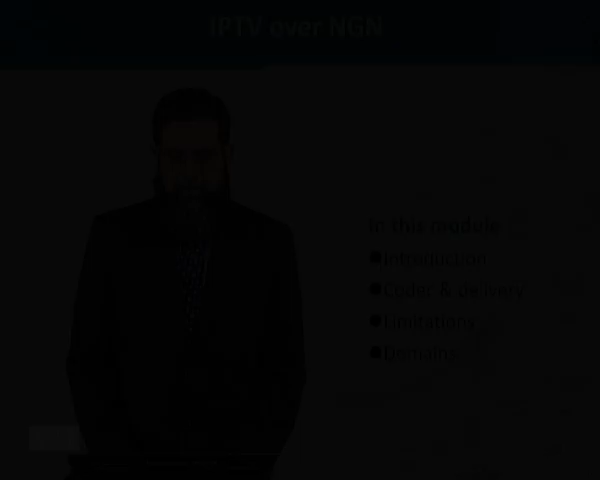 IPTV over NGN
In this module
●Introduction
●Codec & delivery
●Limitations
●Domains